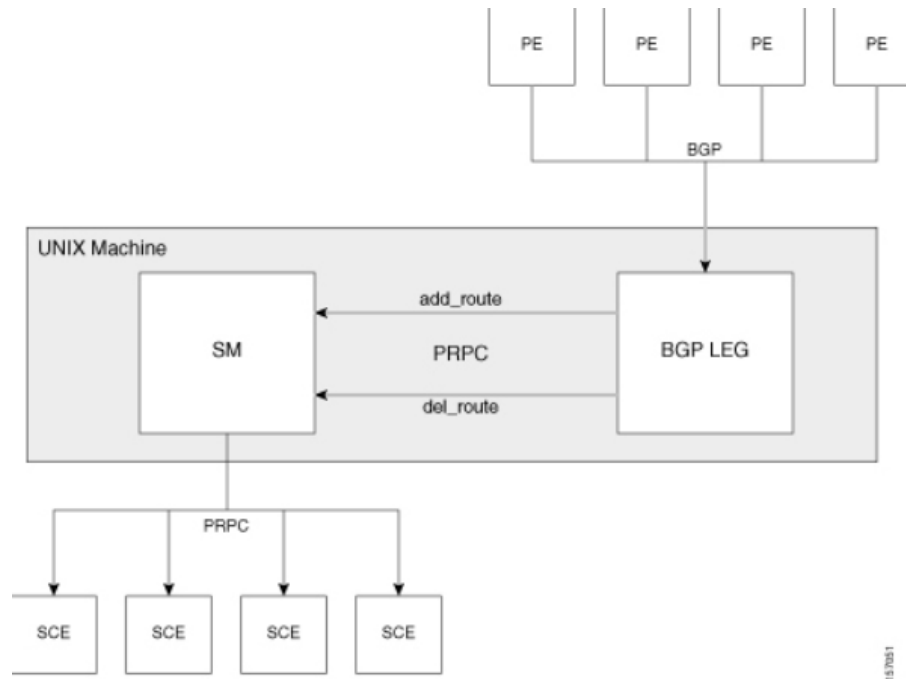 PE
PE
PE
PE
BGP
UNIX Machine
add_route
SM
PRPC
BGP LEG
del_route
PRPC
SCE
SCE
SCE
SCE
157051